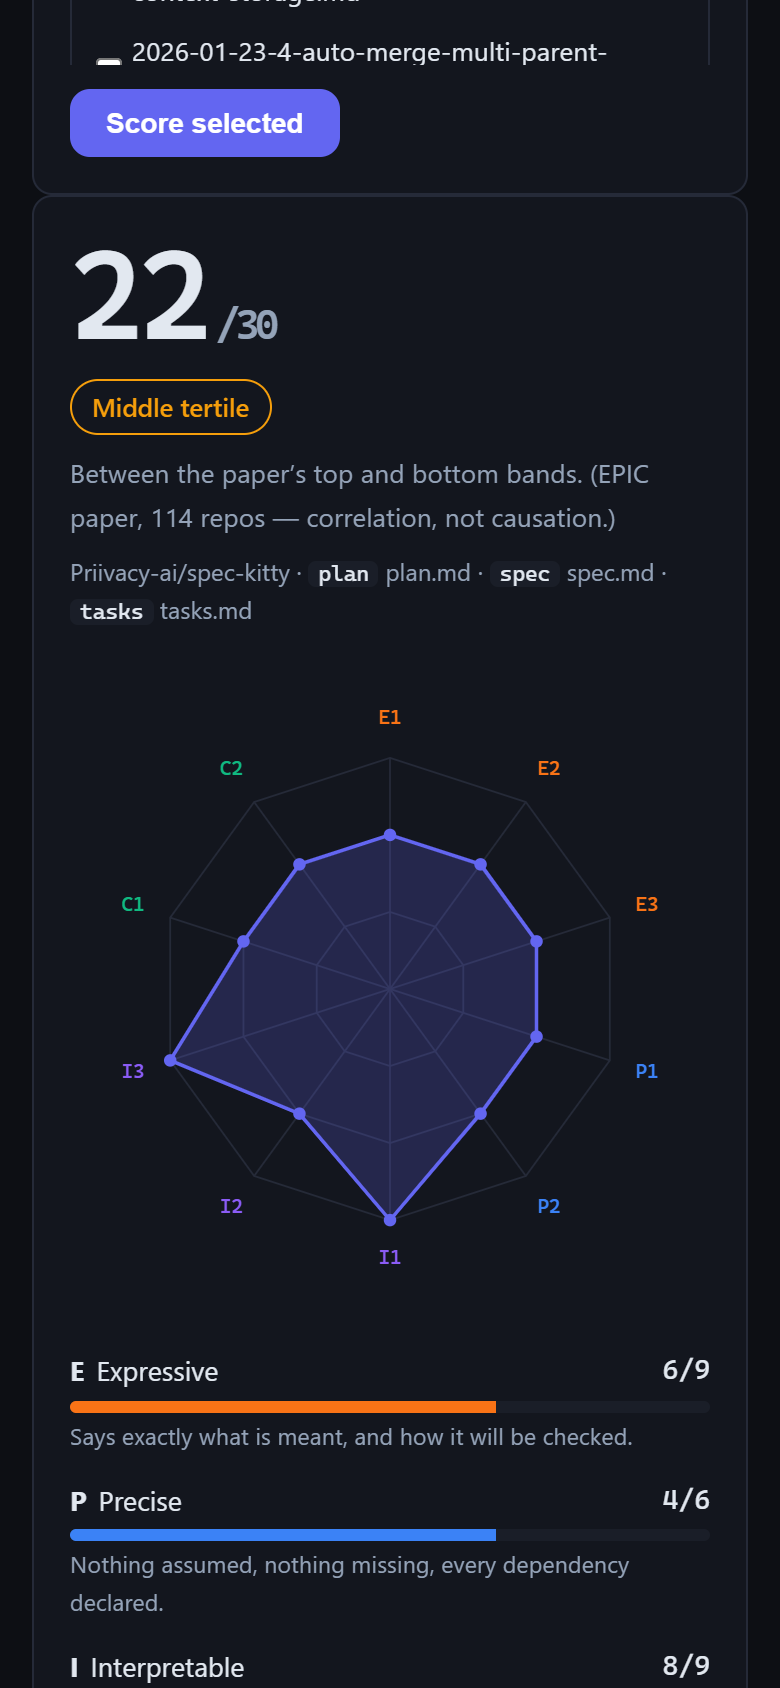 2026-01-23-4-auto-merge-multi-parent-
Score selected
22 /30
Middle tertile
Between the paper’s top and bottom bands. (EPIC
paper, 114 repos — correlation, not causation.)
Priivacy-ai/spec-kitty · plan plan.md · spec spec.md ·
tasks tasks.md
E1
C2 E2
C1 E3
I3 P1
I2 P2
I1
E Expressive 6/9
Says exactly what is meant, and how it will be checked.
P Precise 4/6
Nothing assumed, nothing missing, every dependency
declared.
I Interpretable 8/9